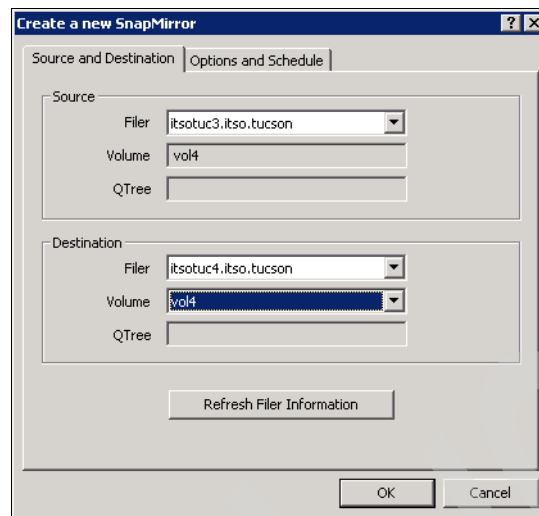 Create a new SnapMirror
Source and Destination
Options and Schedule
Source
Filer
itsotuc3.itso.tucson
Volume
vol4
QTree
Destination
Filer
itsotuc4.itso.tucson
Volume
vol4
QTree
Refresh Filer Information
OK
Cancel